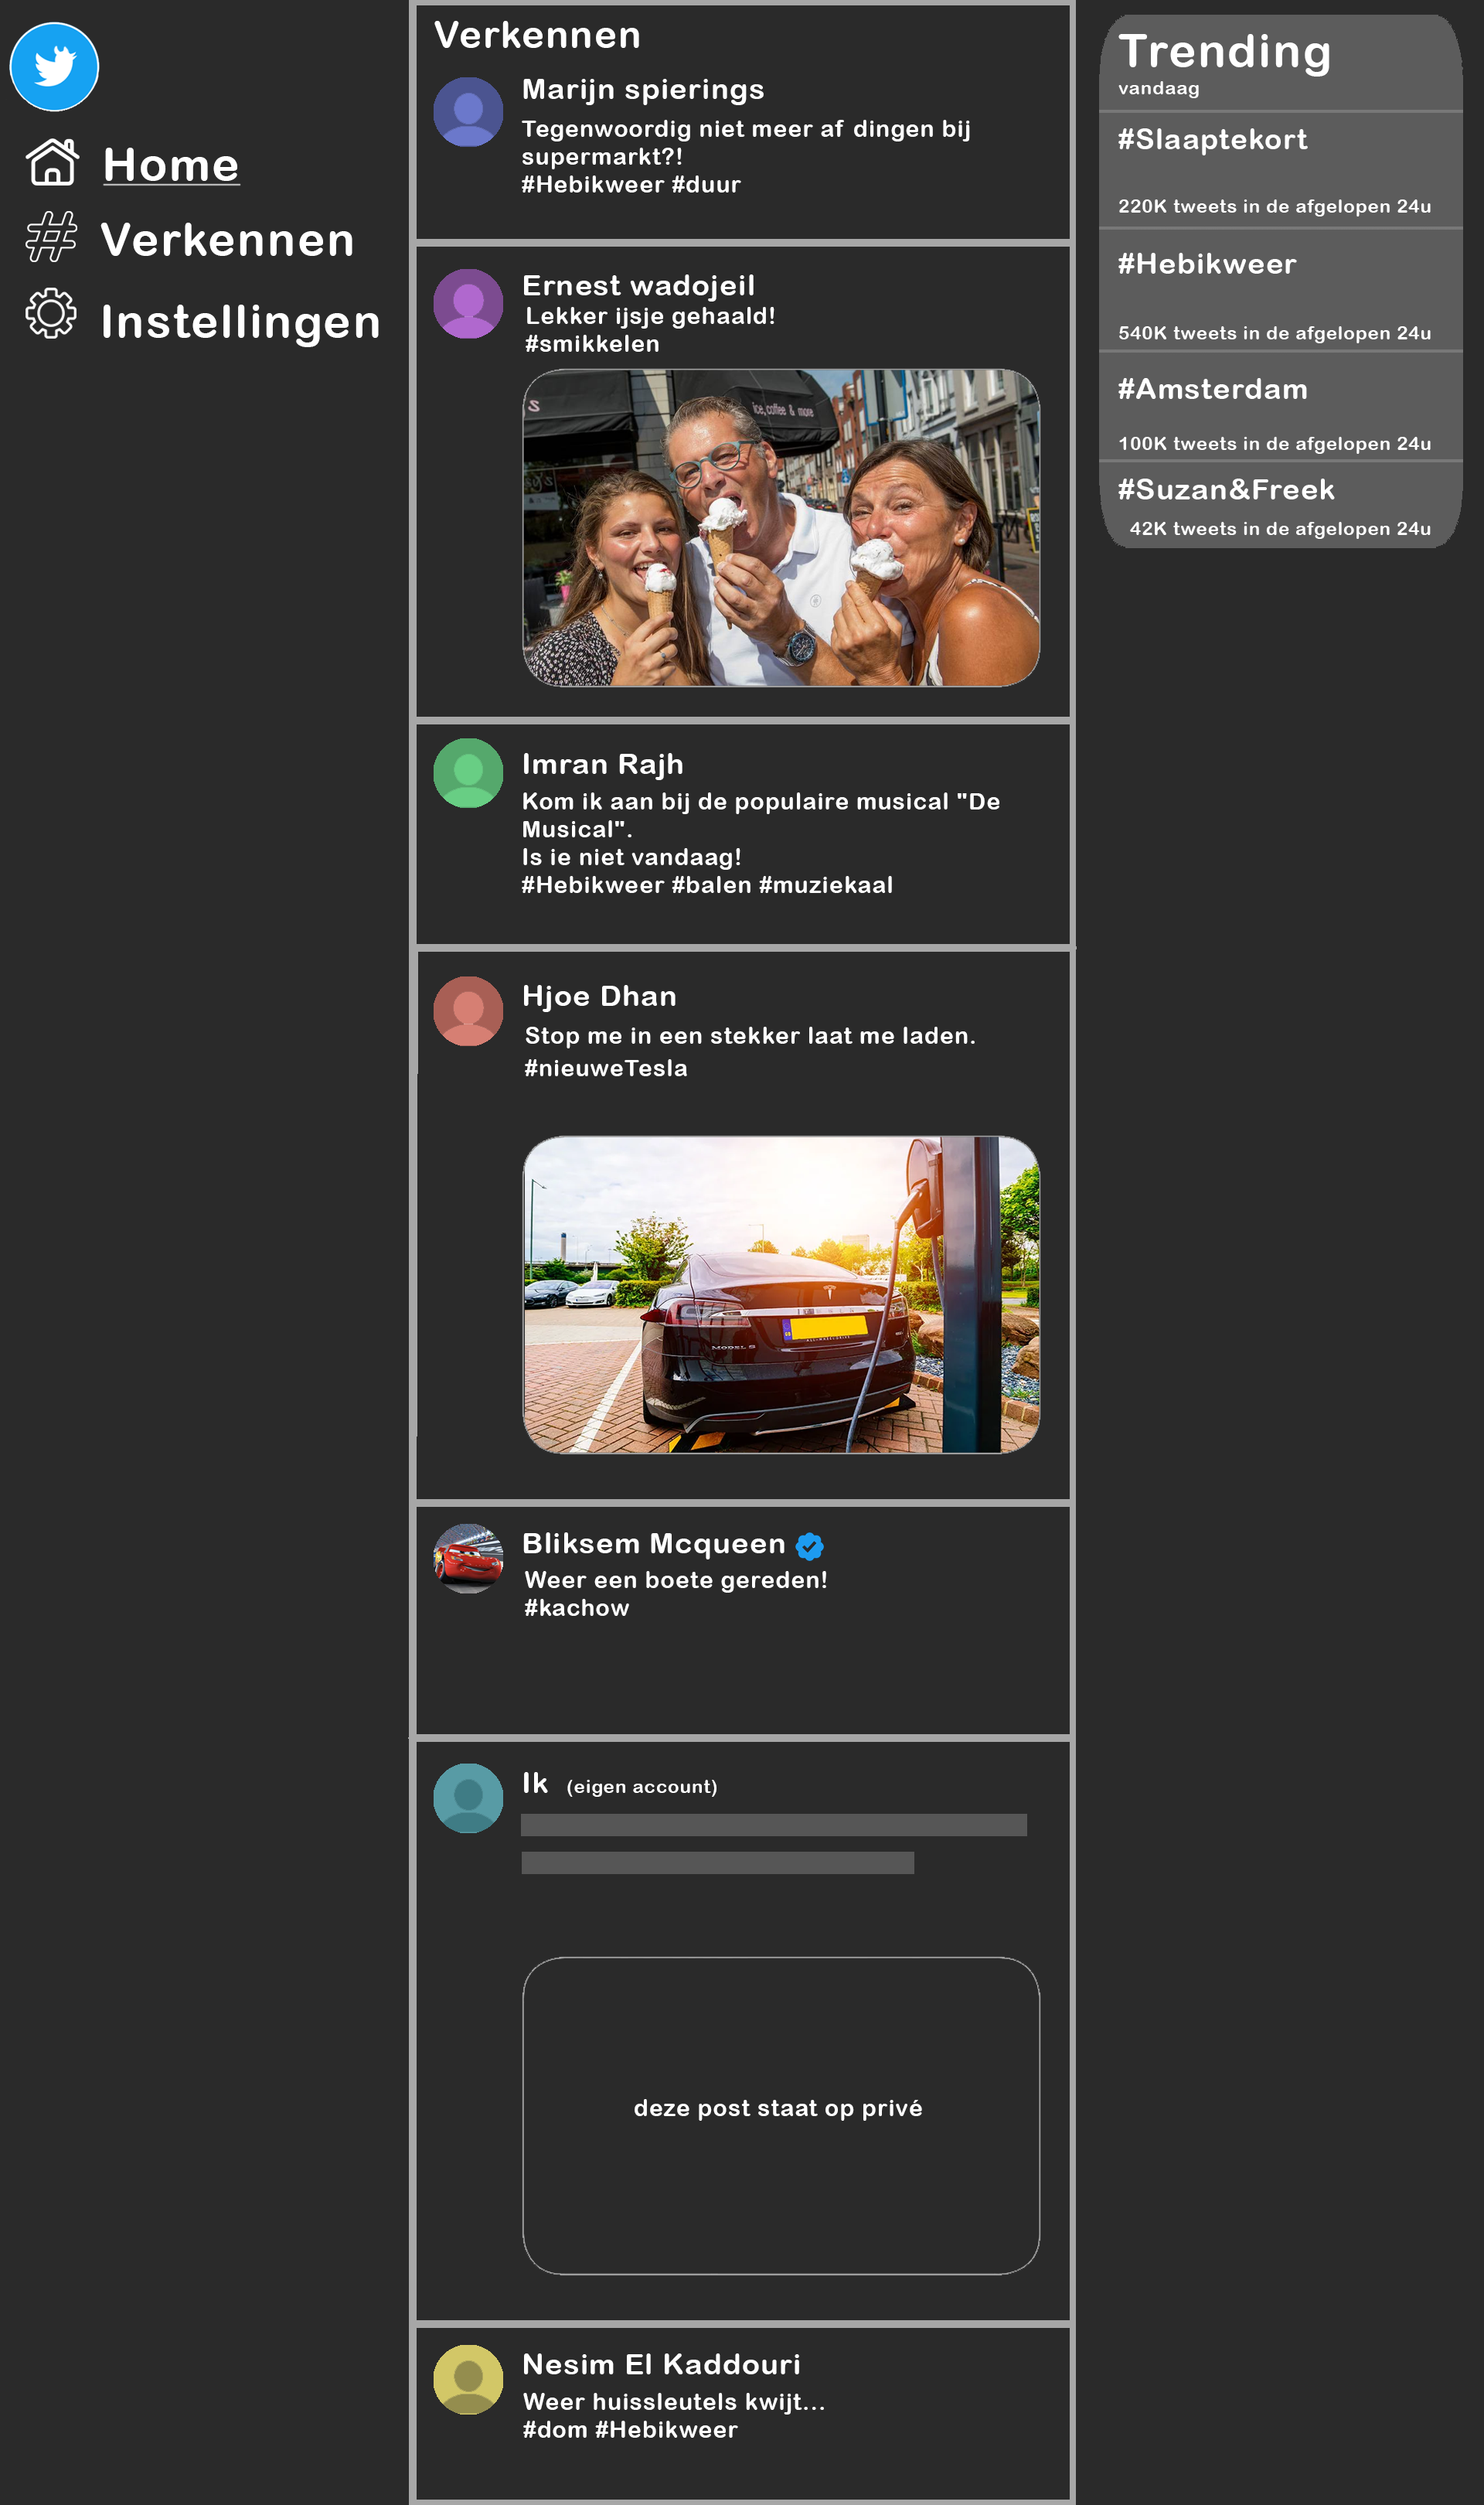 Home
Verkennen
Instellingen
Verkennen
Marijn spierings
Tegenwoordig niet meer af dingen bij
supermarkt?!
#Hebikweer #duur
Ernest wadojeil
Lekker ijsje gehaald!
#smikkelen
S
ice,coffee & more
Imran Rajh
Kom ik aan bij de populaire musical "De
Musical".
Is ie niet vandaag!
#Hebikweer #balen #muziekaal
Hjoe Dhan
Stop me in een stekker laat me laden.
#nieuweTesla
MODEL S
Bliksem Mcqueen
Weer een boete gereden!
#kachow
Ik (eigen account)
deze post staat op privé
Nesim El Kaddouri
Weer huissleutels kwijt...
#dom #Hebikweer
Trending
vandaag
#Slaaptekort
220K tweets in de afgelopen 24u
#Hebikweer
540K tweets in de afgelopen 24u
#Amsterdam
100K tweets in de afgelopen 24u
#Suzan&Freek
42K tweets in de afgelopen 24u